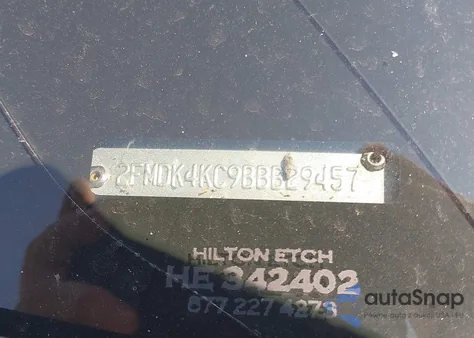 2FMDK4KC9BBB29457
HILTON ETCH
HE 342402
877 227 4273
autoSnap